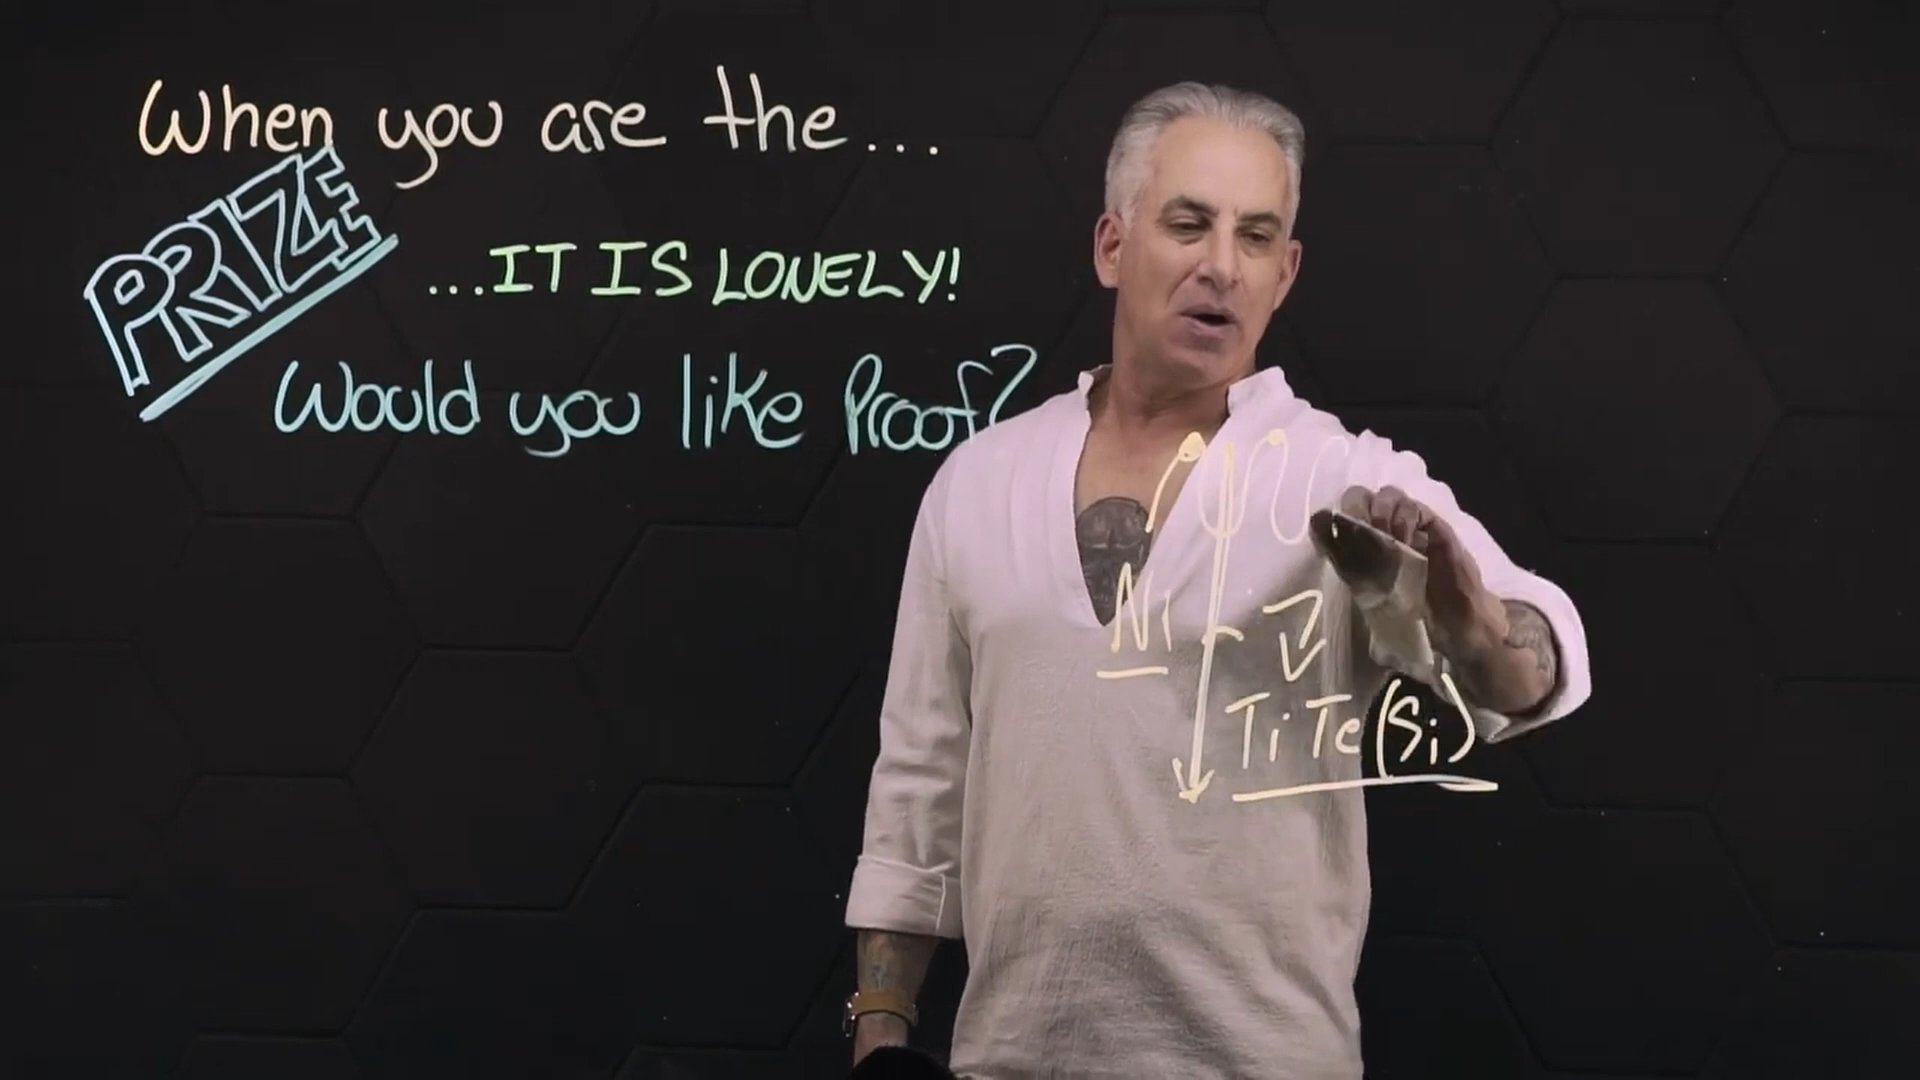 When you are the...
PRIZE
...IT IS LONELY!
Would you like Proof?
Ni
Ti Te (Si)